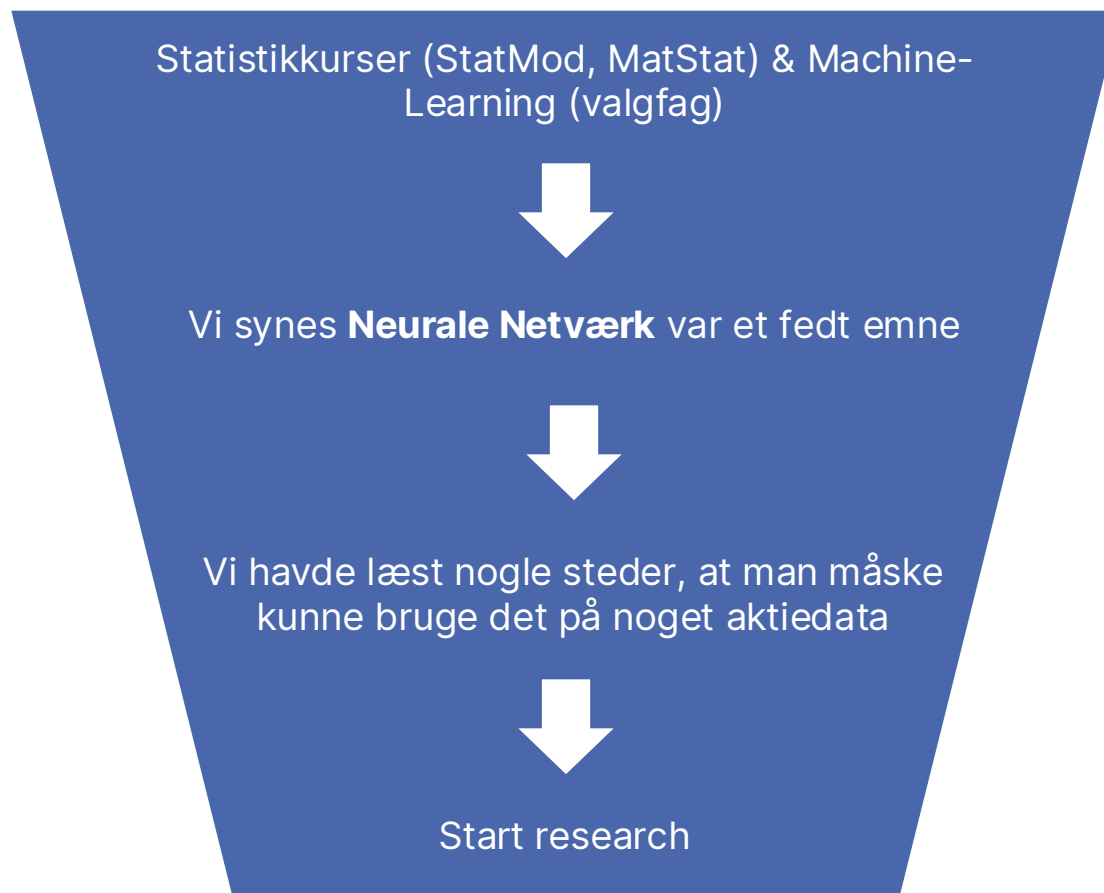 Statistikkurser (StatMod, MatStat) & Machine-
Learning (valgfag)
Vi synes Neurale Netværk var et fedt emne
Vi havde læst nogle steder, at man måske
kunne bruge det på noget aktiedata
Start research